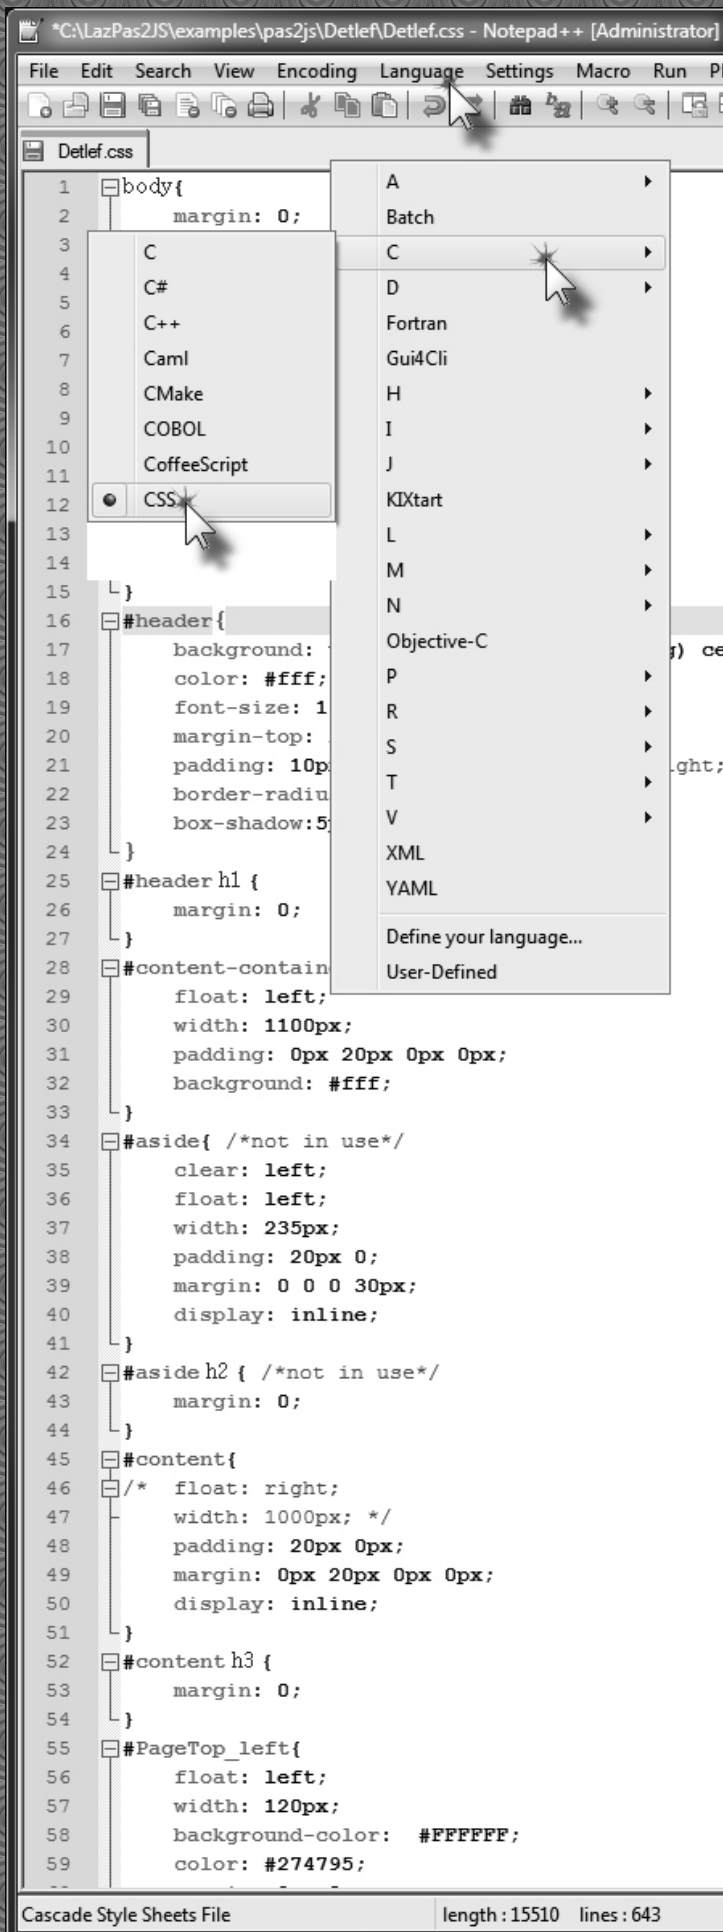 *C:\LazPas2JS\examples\pas2js\Detlef\Detlef.css - Notepad++ [Administrator]
File Edit Search View Encoding Language Settings Macro Run
Detlef.css
A
Batch
C
D
Fortran
Gui4Cli
H
I
J
KIXtart
L
M
N
Objective-C
P
R
S
T
V
XML
YAML
Define your language...
User-Defined
C
C#
C++
Caml
CMake
COBOL
CoffeeScript
CSS
1 body{
2 margin: 0;
3
4
5
6
7
8
9
10
11
12
13
14
15 }
16 #header{
17 background: ) ce
18 color: #fff;
19 font-size: 1
20 margin-top:
21 padding: 10p ght;
22 border-radiu
23 box-shadow:5
24 }
25 #header h1 {
26 margin: 0;
27 }
28 #content-contain
29 float: left;
30 width: 1100px;
31 padding: 0px 20px 0px 0px;
32 background: #fff;
33 }
34 #aside{ /*not in use*/
35 clear: left;
36 float: left;
37 width: 235px;
38 padding: 20px 0;
39 margin: 0 0 0 30px;
40 display: inline;
41 }
42 #aside h2 { /*not in use*/
43 margin: 0;
44 }
45 #content{
46 /* float: right;
47 width: 1000px; */
48 padding: 20px 0px;
49 margin: 0px 20px 0px 0px;
50 display: inline;
51 }
52 #content h3 {
53 margin: 0;
54 }
55 #PageTop_left{
56 float: left;
57 width: 120px;
58 background-color: #FFFFFF;
59 color: #274795;
Cascade Style Sheets File length : 15510 lines : 643